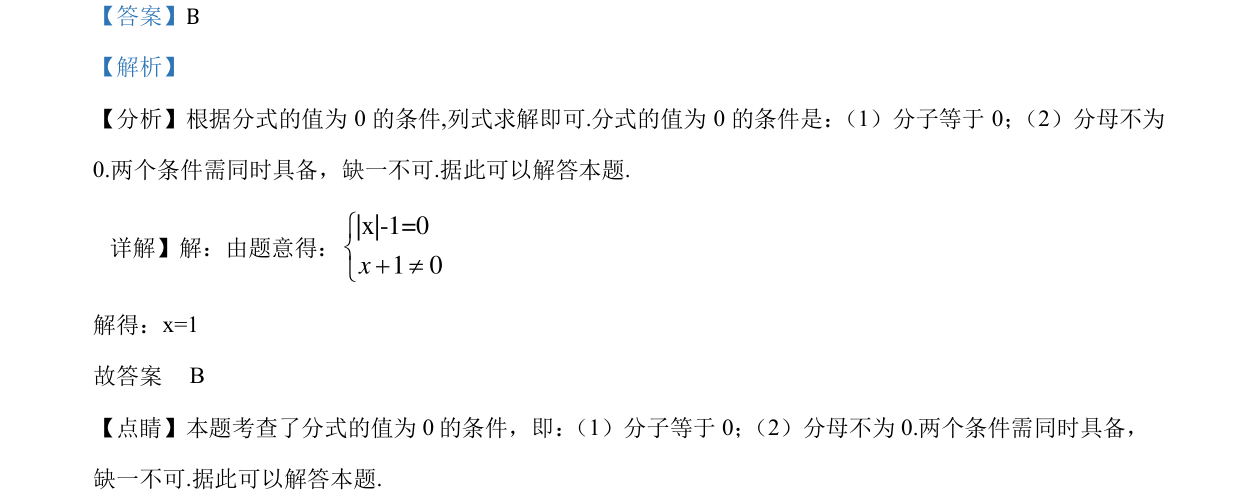 【答案】B
【解析】
【分析】根据分式的值为 0 的条件,列式求解即可.分式的值为 0 的条件是：（1）分子等于 0；（2）分母不为
0.两个条件需同时具备，缺一不可.据此可以解答本题.
|x|-1=0
详解】解：由题意得：{
x+1≠0
解得：x=1
故答案 B
【点睛】本题考查了分式的值为 0 的条件，即：（1）分子等于 0；（2）分母不为 0.两个条件需同时具备，
缺一不可.据此可以解答本题.